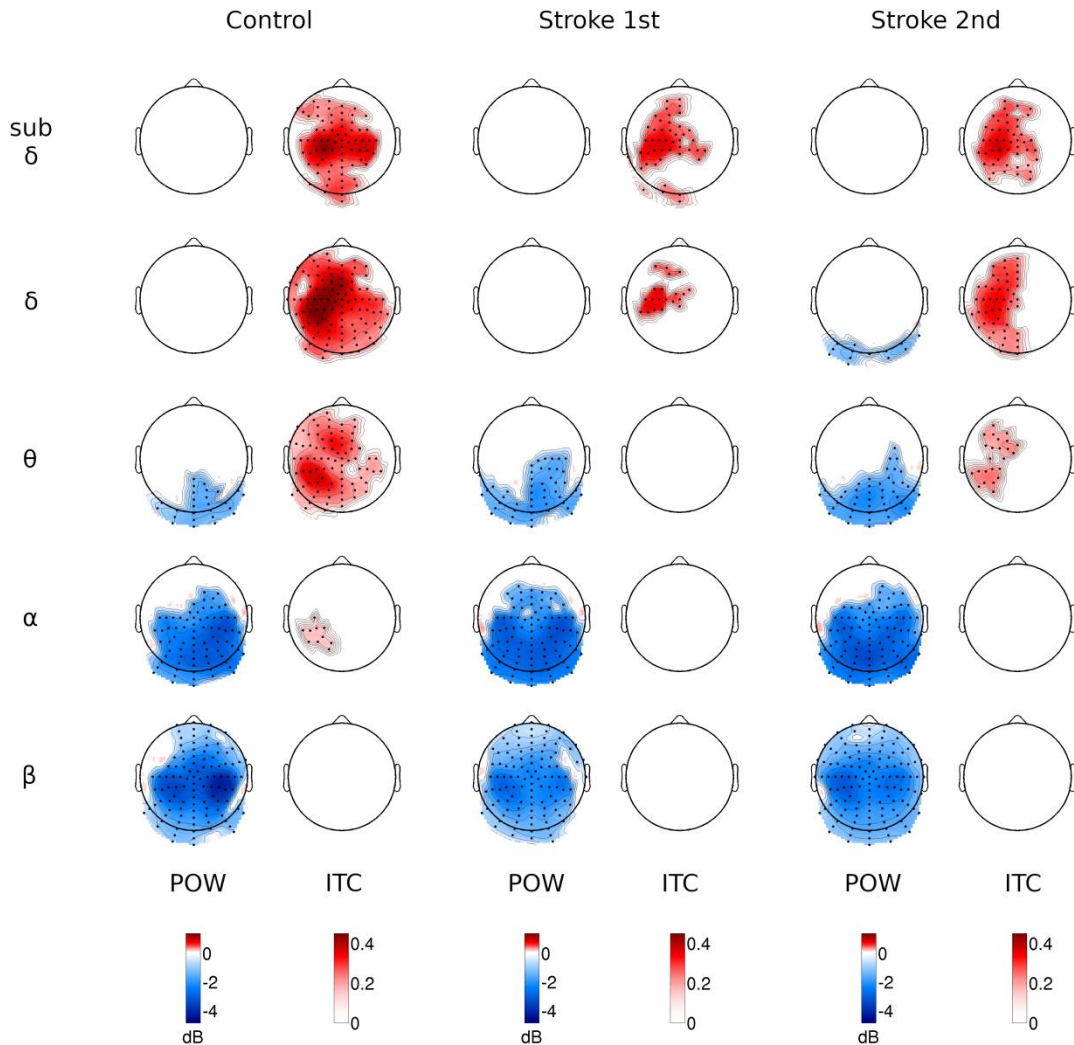 Control Stroke 1st Stroke 2nd
sub
δ
δ
θ
α
β
POW ITC POW ITC POW ITC
0 0.4 0 0.4 0 0.4
-2 0.2 -2 0.2 -2 0.2
-4 0 -4 0 -4 0
dB dB dB